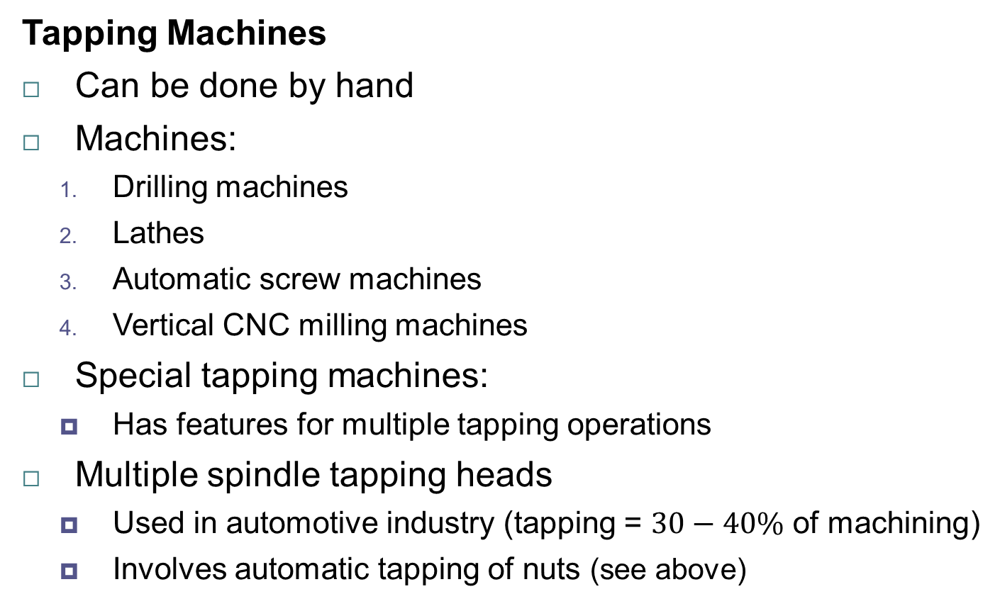 Tapping Machines
Can be done by hand
Machines:
1. Drilling machines
2. Lathes
3. Automatic screw machines
4. Vertical CNC milling machines
Special tapping machines:
Has features for multiple tapping operations
Multiple spindle tapping heads
Used in automotive industry (tapping = 30 − 40% of machining)
Involves automatic tapping of nuts (see above)